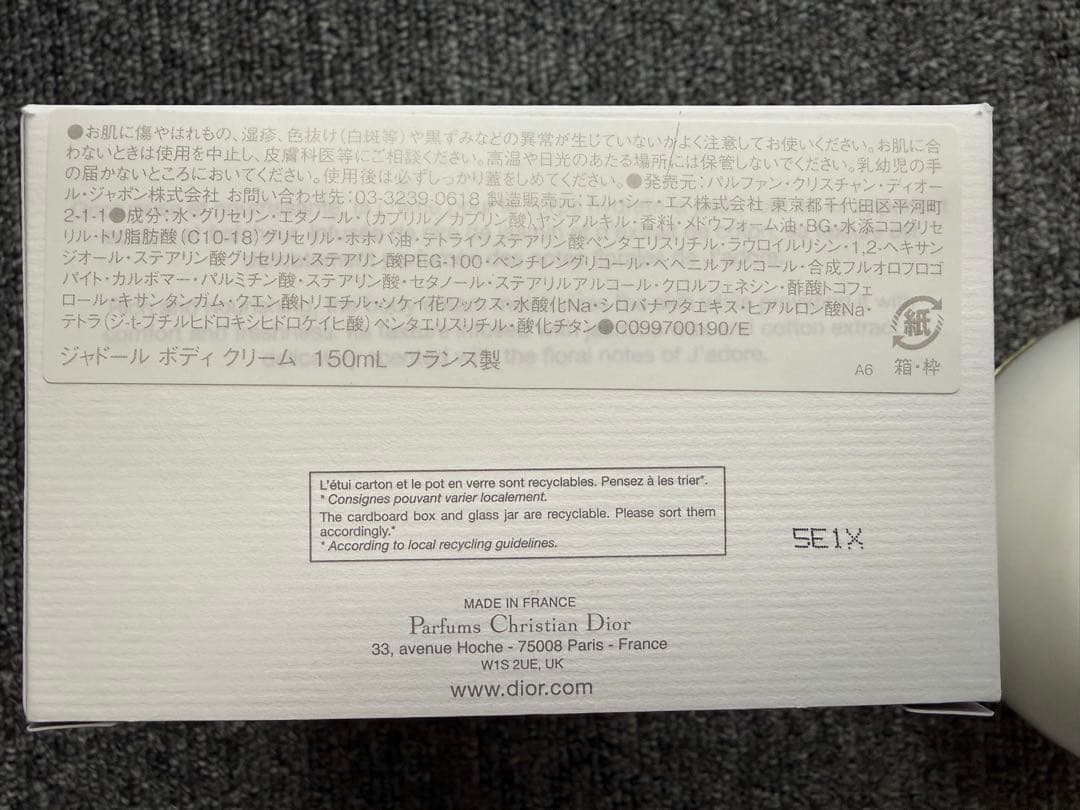 ●お肌に傷やはれもの、湿疹、色抜け(白斑等)や黒ずみなどの異常が生じていないかよく注意してお使いください。お肌に合
わないときは使用を中止し、皮膚科医等にご相談ください。高温や日光のあたる場所には保管しないでください。乳幼児の手
の届かないところにおいてください。使用後は必ずしっかり蓋をしめてください。●発売元:パルファン・クリスチャン・ディオー
ル・ジャポン株式会社 お問い合わせ先:03-3239-0618 製造販売元:エル・シー・エス株式会社 東京都千代田区平河町
2-1-1●成分:水・グリセリン・エタノール・(カプリル/カプリン酸)ヤシアルキル・香料・メドウフォーム油・BG・水添ココグリセ
リル・トリ脂肪酸(C10-18)グリセリル・ホホバ油・テトライソステアリン酸ペンタエリスリチル・ラウロイルリシン・1,2-ヘキサン
ジオール・ステアリン酸グリセリル・ステアリン酸PEG-100・ペンチレングリコール・ベヘニルアルコール・合成フルオロフロゴ
パイト・カルボマー・パルミチン酸・ステアリン酸・セタノール・ステアリルアルコール・クロルフェネシン・酢酸トコフェ
ロール・キサンタンガム・クエン酸トリエチル・ソケイ花ワックス・水酸化Na・シロバナワタエキス・ヒアルロン酸Na・
テトラ(ジ-t-ブチルヒドロキシヒドロケイヒ酸)ペンタエリスリチル・酸化チタン●C099700190/E
紙
ジャドール ボディ クリーム 150mL フランス製
the floral notes of J'adore.
A6 箱・枠
L'étui carton et le pot en verre sont recyclables. Pensez à les trier*.
* Consignes pouvant varier localement.
The cardboard box and glass jar are recyclable. Please sort them
accordingly.*
* According to local recycling guidelines.
5E1X
MADE IN FRANCE
Parfums Christian Dior
33, avenue Hoche - 75008 Paris - France
W1S 2UE, UK
www.dior.com